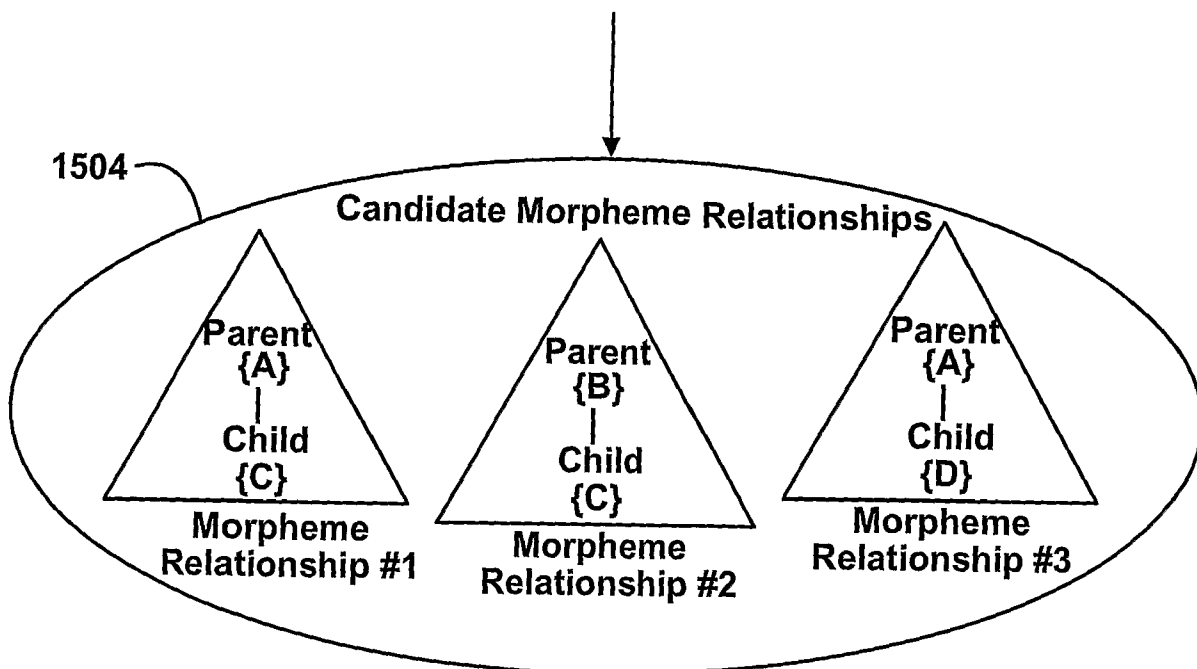 1504
Candidate Morpheme Relationships
Parent
{A}
Child
{C}
Morpheme
Relationship #1
Parent
{B}
Child
{C}
Morpheme
Relationship #2
Parent
{A}
Child
{D}
Morpheme
Relationship #3